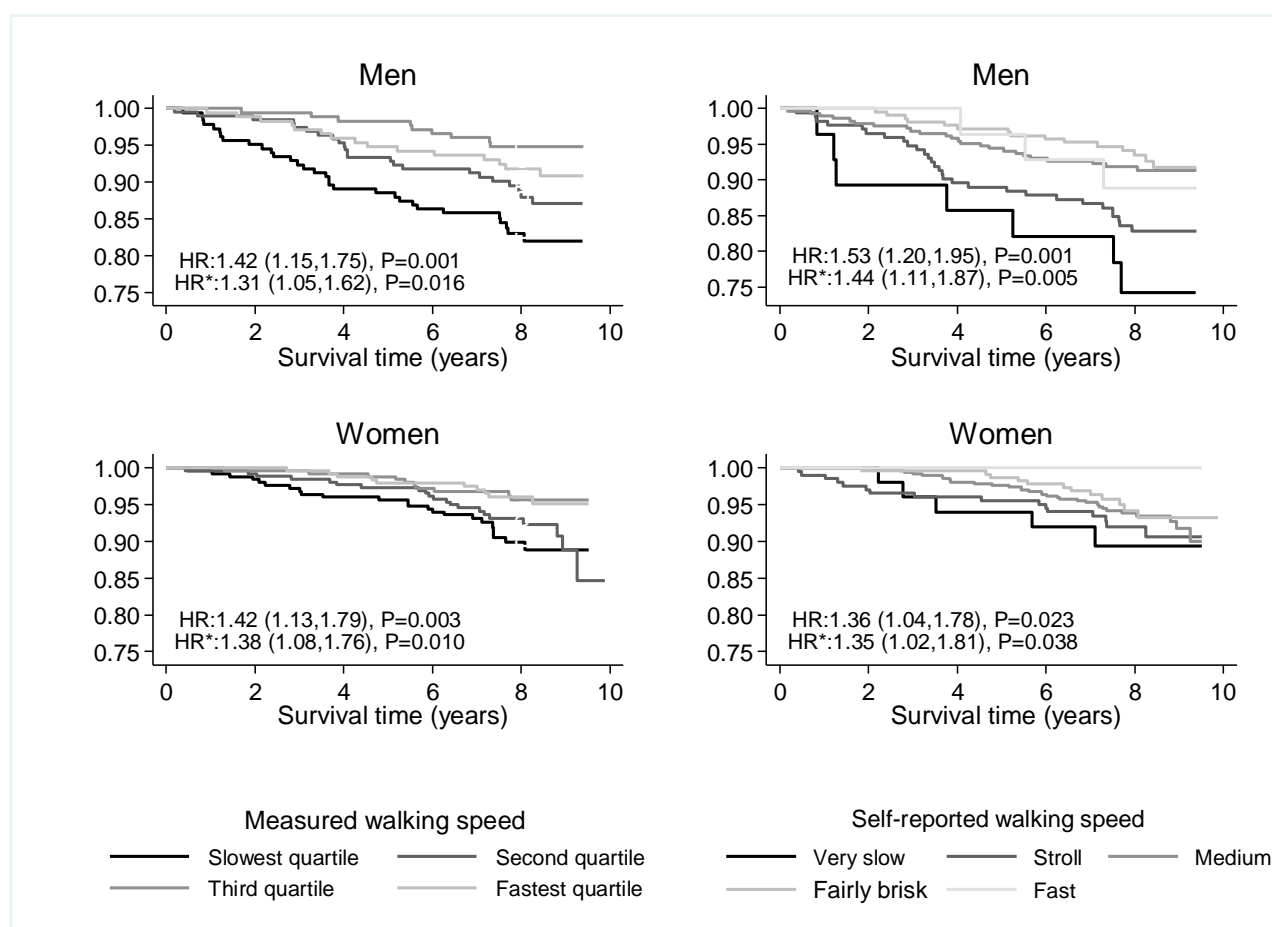 Men
1.00
0.95
0.90
0.85
0.80
0.75
HR:1.42 (1.15,1.75), P=0.001
HR*:1.31 (1.05,1.62), P=0.016
0 2 4 6 8 10
Survival time (years)
Men
1.00
0.95
0.90
0.85
0.80
0.75
HR:1.53 (1.20,1.95), P=0.001
HR*:1.44 (1.11,1.87), P=0.005
0 2 4 6 8 10
Survival time (years)
Women
1.00
0.95
0.90
0.85
0.80
0.75
HR:1.42 (1.13,1.79), P=0.003
HR*:1.38 (1.08,1.76), P=0.010
0 2 4 6 8 10
Survival time (years)
Women
1.00
0.95
0.90
0.85
0.80
0.75
HR:1.36 (1.04,1.78), P=0.023
HR*:1.35 (1.02,1.81), P=0.038
0 2 4 6 8 10
Survival time (years)
Measured walking speed
Slowest quartile Second quartile
Third quartile Fastest quartile
Self-reported walking speed
Very slow Stroll Medium
Fairly brisk Fast